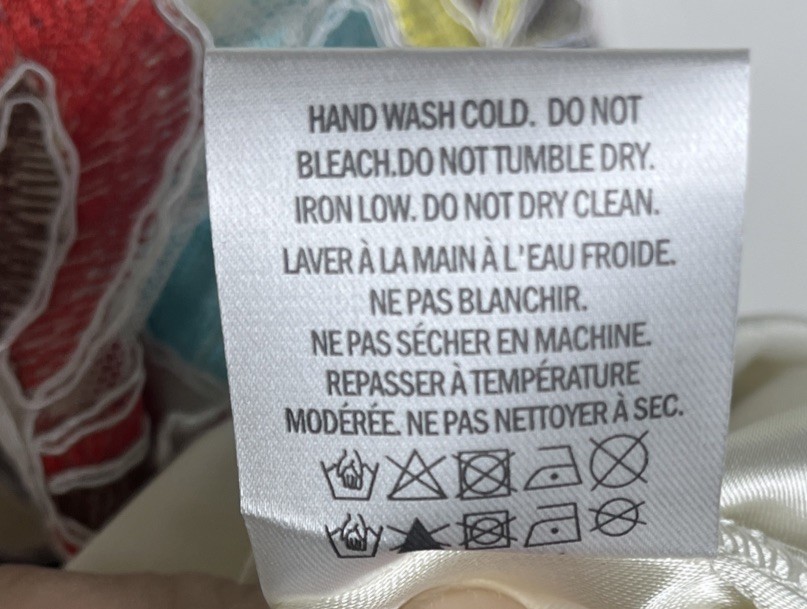 HAND WASH COLD. DO NOT
BLEACH.DO NOT TUMBLE DRY.
IRON LOW. DO NOT DRY CLEAN.
LAVER À LA MAIN À L'EAU FROIDE.
NE PAS BLANCHIR.
NE PAS SÉCHER EN MACHINE.
REPASSER À TEMPÉRATURE
MODÉRÉE. NE PAS NETTOYER À SEC.